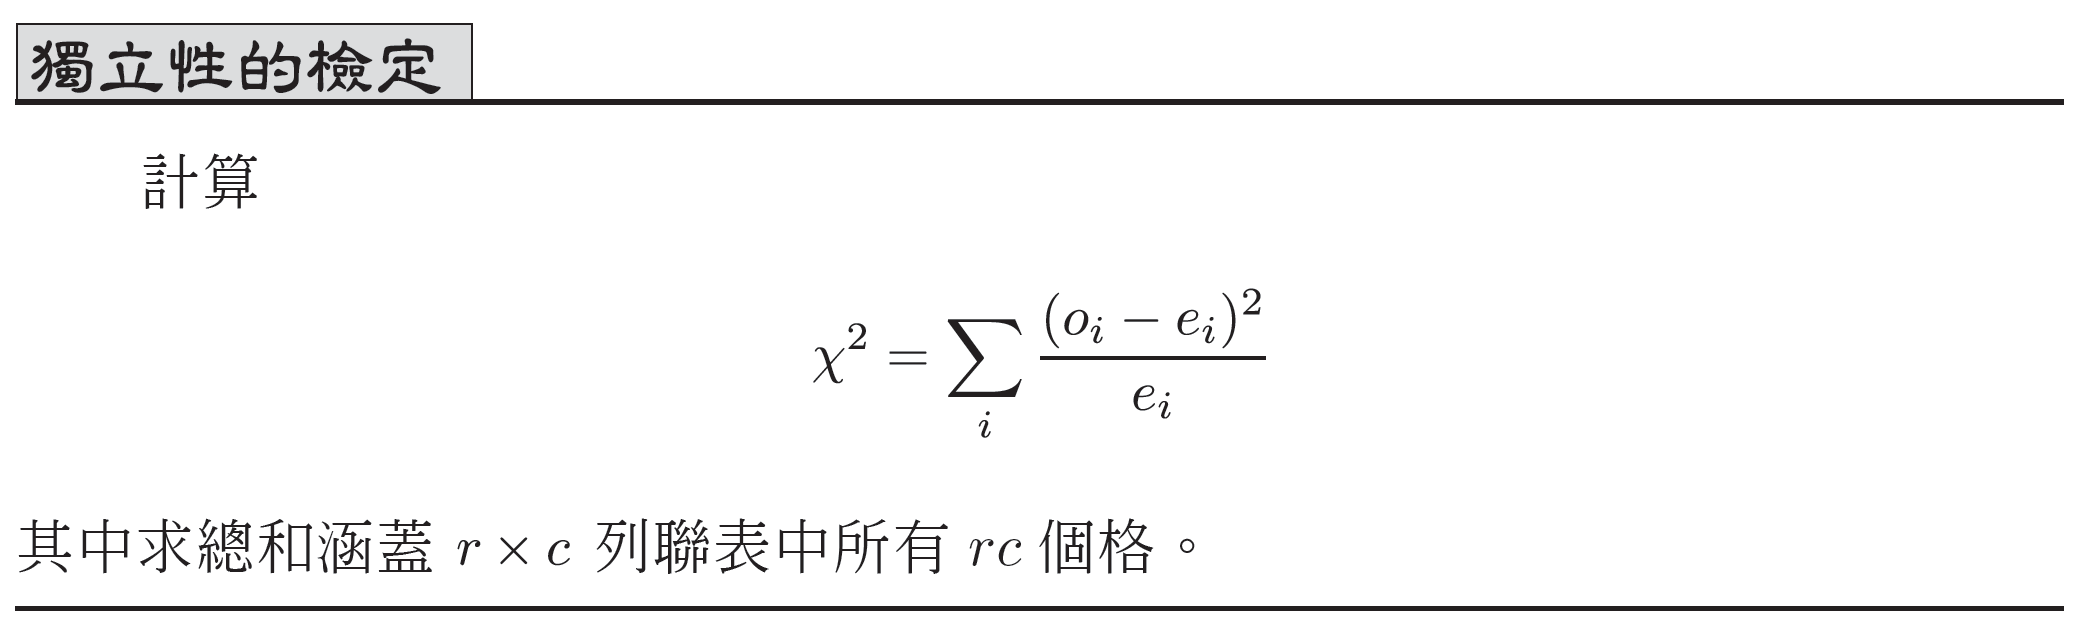 獨立性的檢定
計算
χ² = ∑_i (o_i − e_i)² / e_i
其中求總和涵蓋 r × c 列聯表中所有 rc 個格。